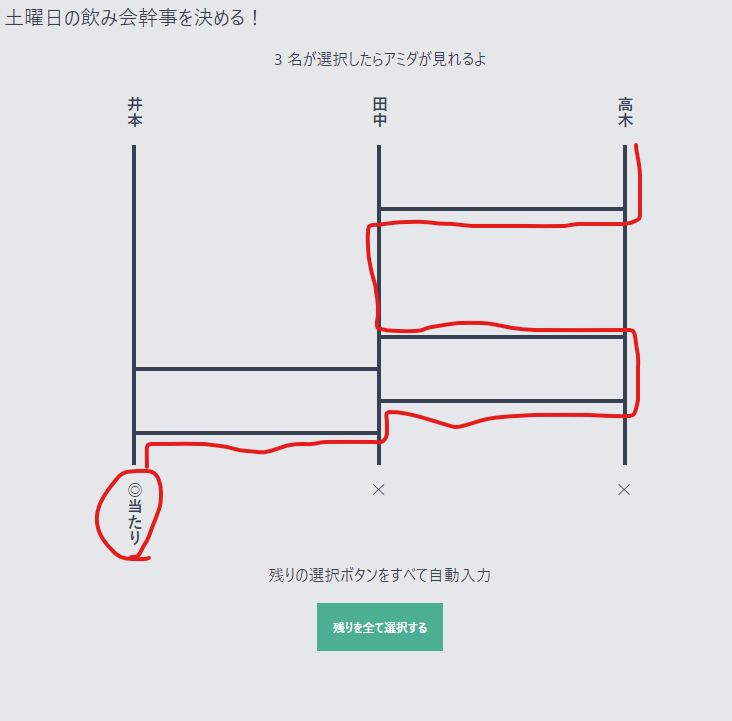 土曜日の飲み会幹事を決める！
3 名が選択したらアミダが見れるよ
井本
田中
高木
◎当たり
×
×
残りの選択ボタンをすべて自動入力
残りを全て選択する